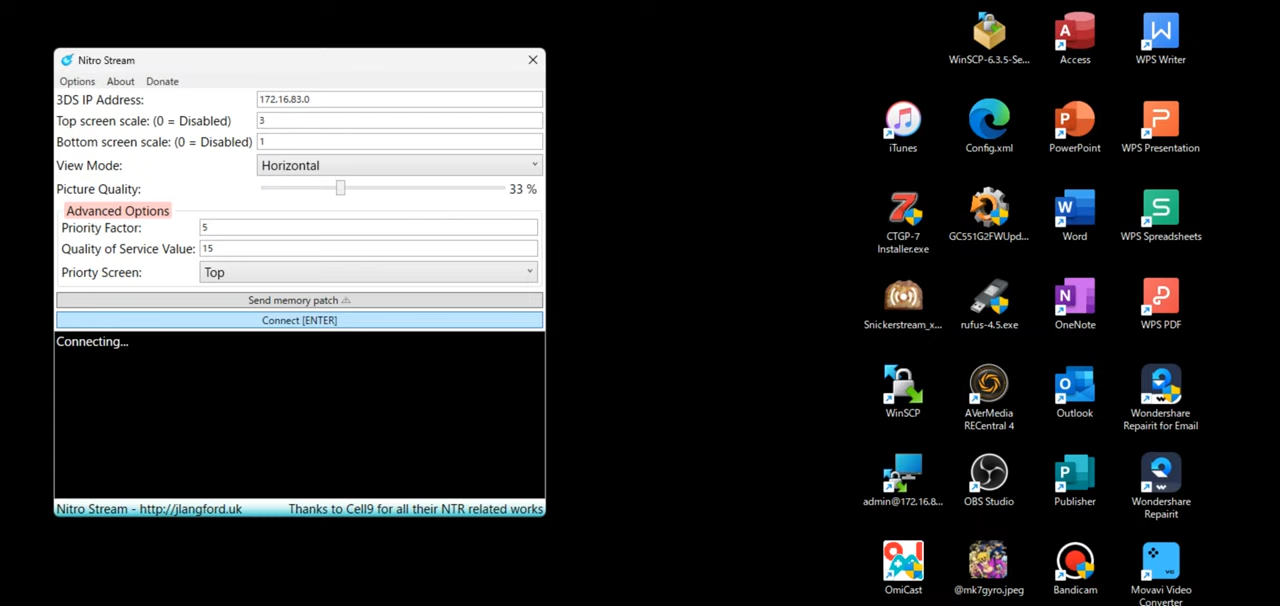 Nitro Stream
Options About Donate
3DS IP Address: 172.16.83.0
Top screen scale: (0 = Disabled) 3
Bottom screen scale: (0 = Disabled) 1
View Mode: Horizontal
Picture Quality: 33 %
Advanced Options
Priority Factor: 5
Quality of Service Value: 15
Priorty Screen: Top
Send memory patch ⚠
Connect [ENTER]
Connecting...
Nitro Stream - http://jlangford.uk Thanks to Cell9 for all their NTR related works
WinSCP-6.3.5-Se...
Access
WPS Writer
iTunes
Config.xml
PowerPoint
WPS Presentation
CTGP-7
Installer.exe
GC551G2FWUpd...
Word
WPS Spreadsheets
Snickerstream_x...
rufus-4.5.exe
OneNote
WPS PDF
WinSCP
AVerMedia
RECentral 4
Outlook
Wondershare
Repairit for Email
admin@172.16.8...
OBS Studio
Publisher
Wondershare
Repairit
OmiCast
@mk7gyro.jpeg
Bandicam
Movavi Video
Converter